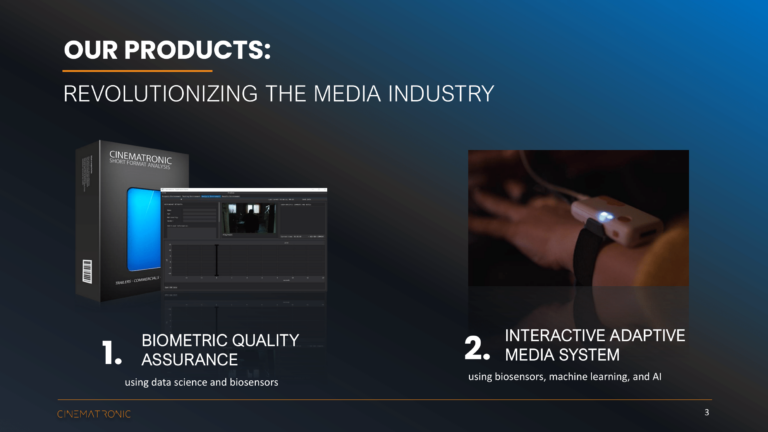 OUR PRODUCTS:
REVOLUTIONIZING THE MEDIA INDUSTRY
CINEMATRONIC
SHORT FORMAT ANALYSIS
1. BIOMETRIC QUALITY
ASSURANCE
using data science and biosensors
2. INTERACTIVE ADAPTIVE
MEDIA SYSTEM
using biosensors, machine learning, and AI
CINEMATRONIC
3